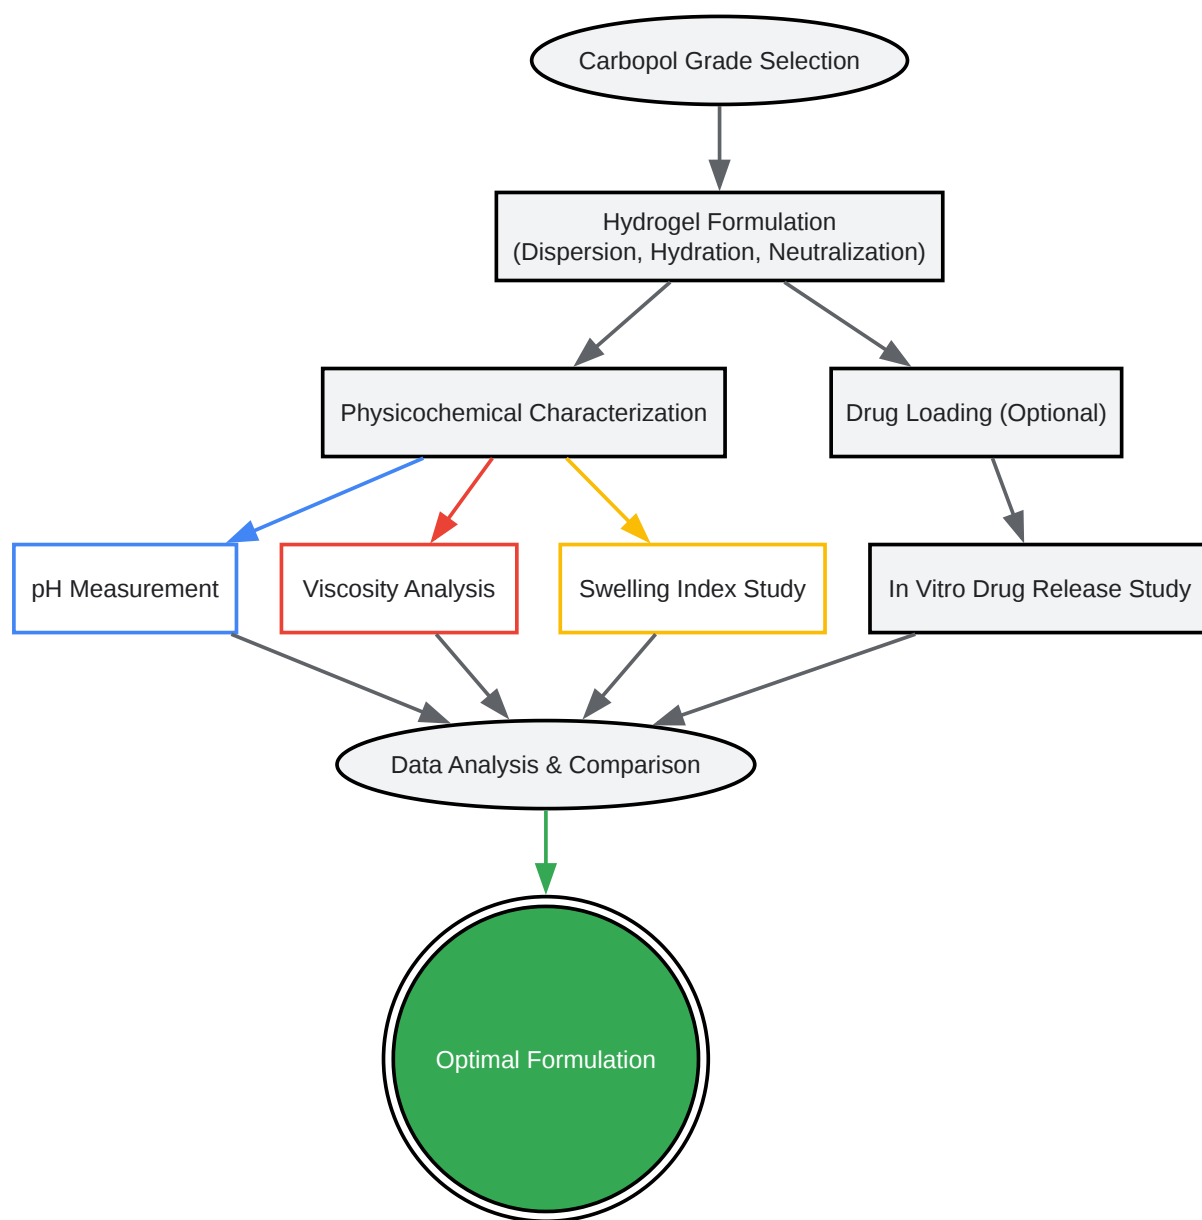 Carbopol Grade Selection
Hydrogel Formulation
(Dispersion, Hydration, Neutralization)
Physicochemical Characterization
Drug Loading (Optional)
pH Measurement
Viscosity Analysis
Swelling Index Study
In Vitro Drug Release Study
Data Analysis & Comparison
Optimal Formulation